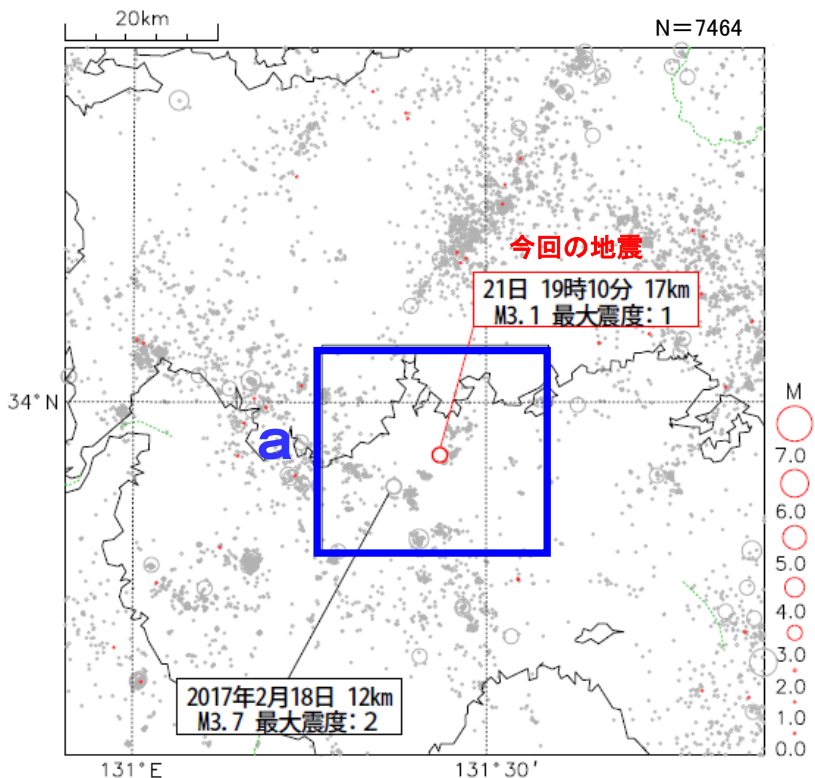 20km
N=7464
今回の地震
21日 19時10分 17km
M3.1 最大震度:1
34°N
a
M
7.0
6.0
5.0
4.0
3.0
2.0
1.0
0.0
2017年2月18日 12km
M3.7 最大震度:2
131°E
131°30′